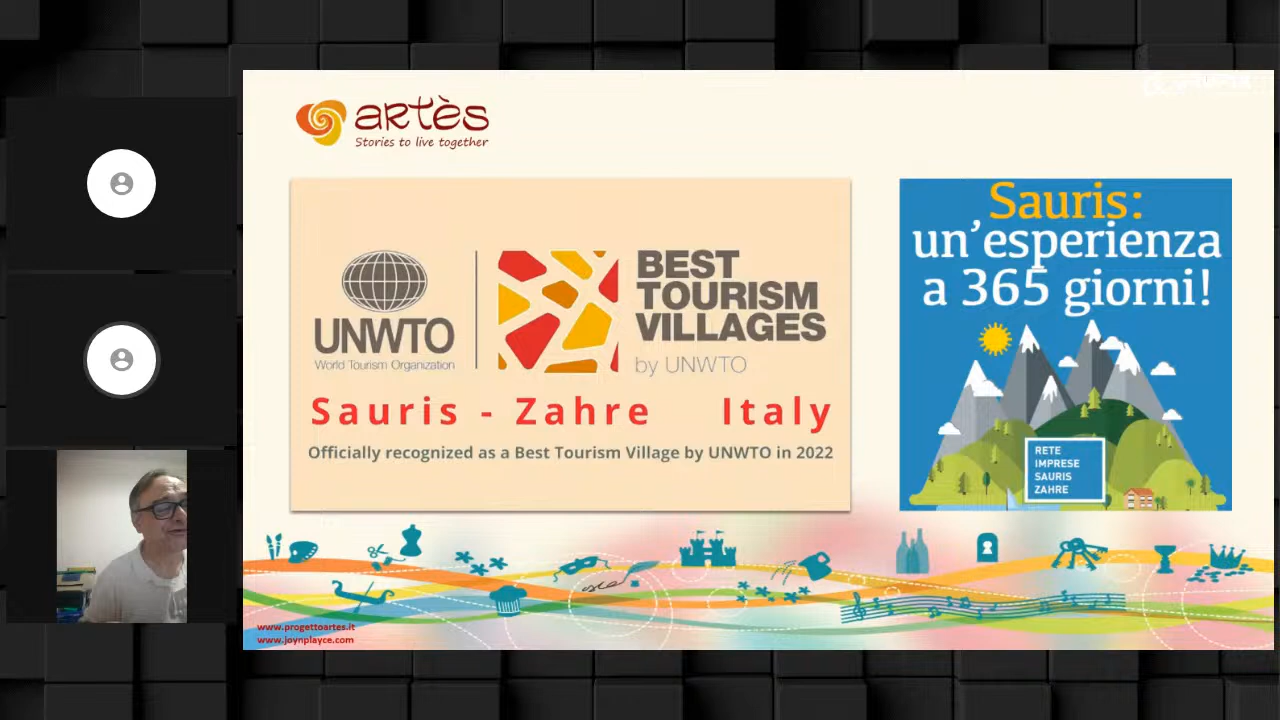 artès
Stories to live together
UNWTO
World Tourism Organization
BEST
TOURISM
VILLAGES
by UNWTO
Sauris - Zahre Italy
Officially recognized as a Best Tourism Village by UNWTO in 2022
Sauris:
un'esperienza
a 365 giorni!
RETE
IMPRESE
SAURIS
ZAHRE
www.progettoartes.it
www.joynplayce.com